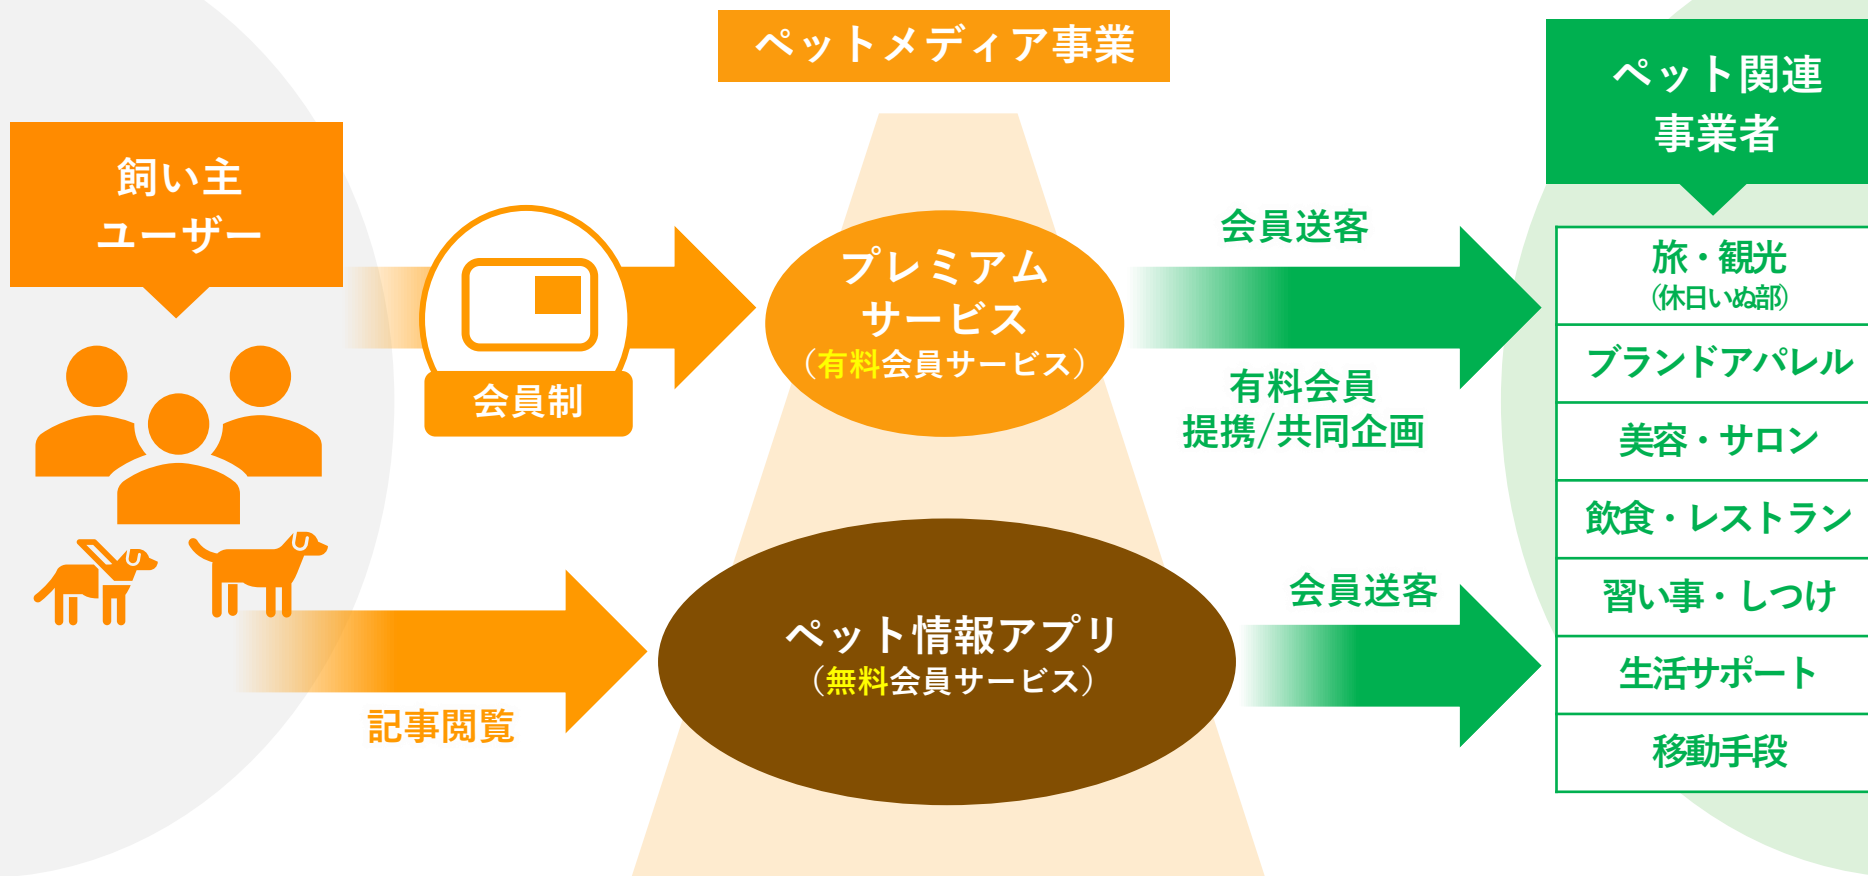 ペットメディア事業
飼い主
ユーザー
会員制
記事閲覧
プレミアム
サービス
（有料会員サービス）
ペット情報アプリ
（無料会員サービス）
会員送客
有料会員
提携/共同企画
会員送客
ペット関連
事業者
旅・観光
（休日いぬ部）
ブランドアパレル
美容・サロン
飲食・レストラン
習い事・しつけ
生活サポート
移動手段